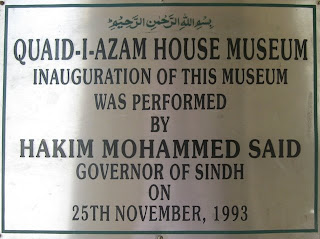 بسم الله الرحمن الرحيم
QUAID-I-AZAM HOUSE MUSEUM
INAUGURATION OF THIS MUSEUM
WAS PERFORMED
BY
HAKIM MOHAMMED SAID
GOVERNOR OF SINDH
ON
25TH NOVEMBER, 1993